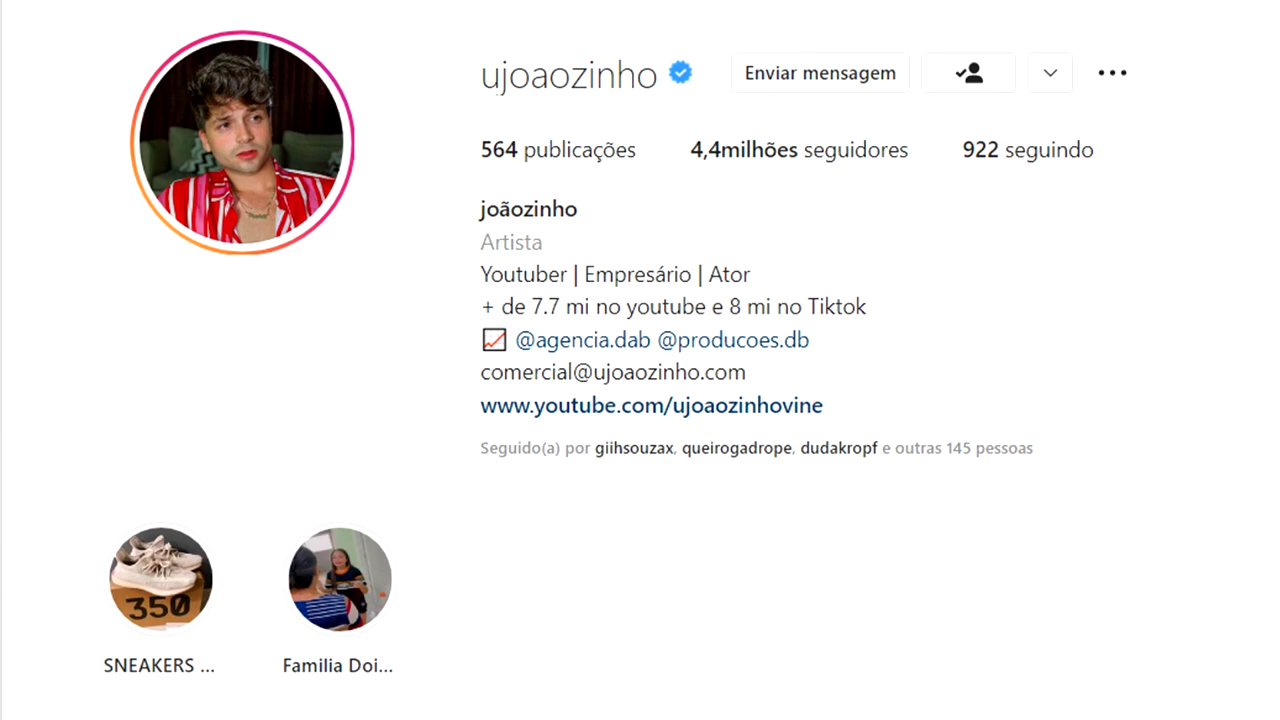 ujoaozinho
Enviar mensagem
564 publicações 4,4milhões seguidores 922 seguindo
joãozinho
Artista
Youtuber | Empresário | Ator
+ de 7.7 mi no youtube e 8 mi no Tiktok
@agencia.dab @producoes.db
comercial@ujoaozinho.com
www.youtube.com/ujoaozinhovine
Seguido(a) por giihsouzax, queirogadrope, dudakropf e outras 145 pessoas
350
SNEAKERS ...
Familia Doi...